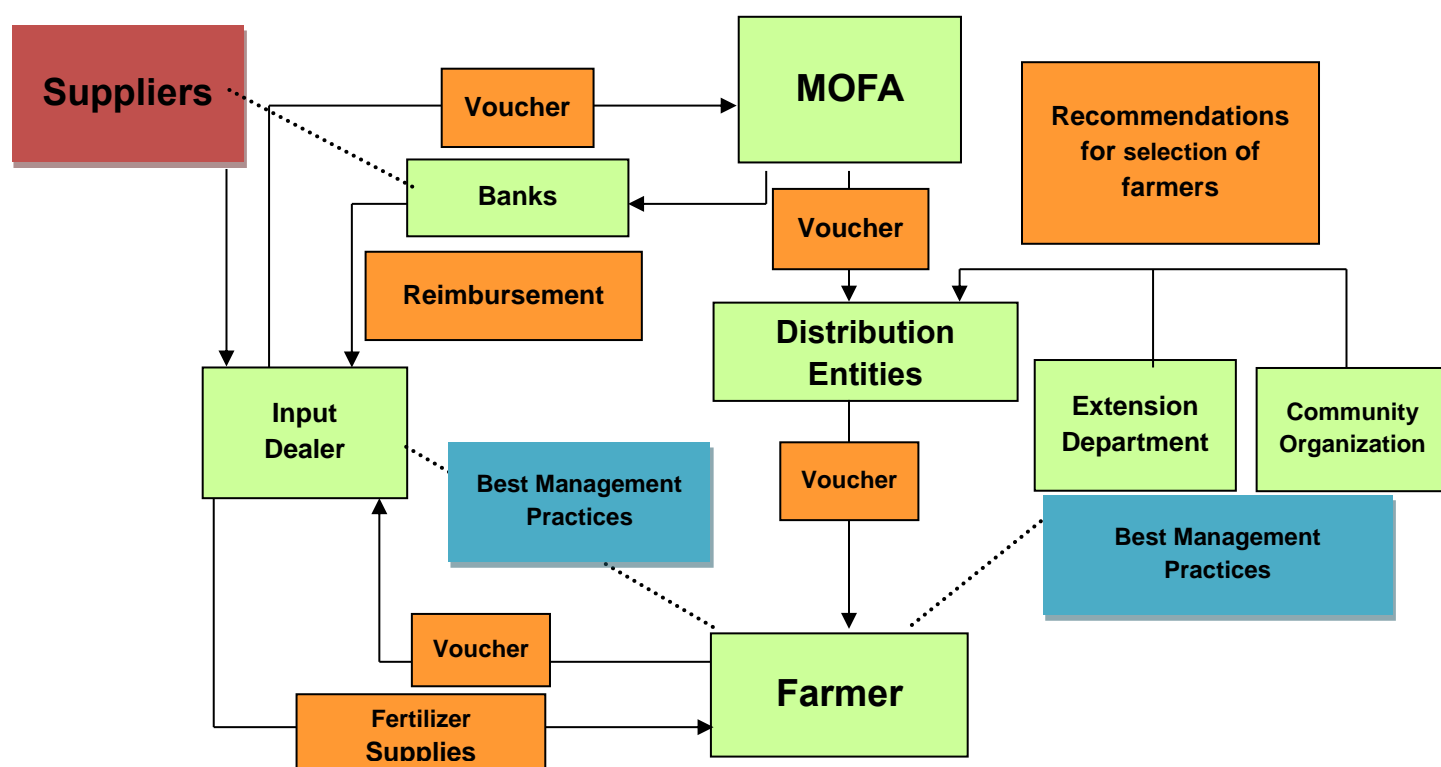 Suppliers
Voucher
MOFA
Recommendations
for selection of
farmers
Banks
Voucher
Reimbursement
Distribution
Entities
Input
Dealer
Extension
Department
Community
Organization
Best Management
Practices
Voucher
Best Management
Practices
Voucher
Farmer
Fertilizer
Supplies